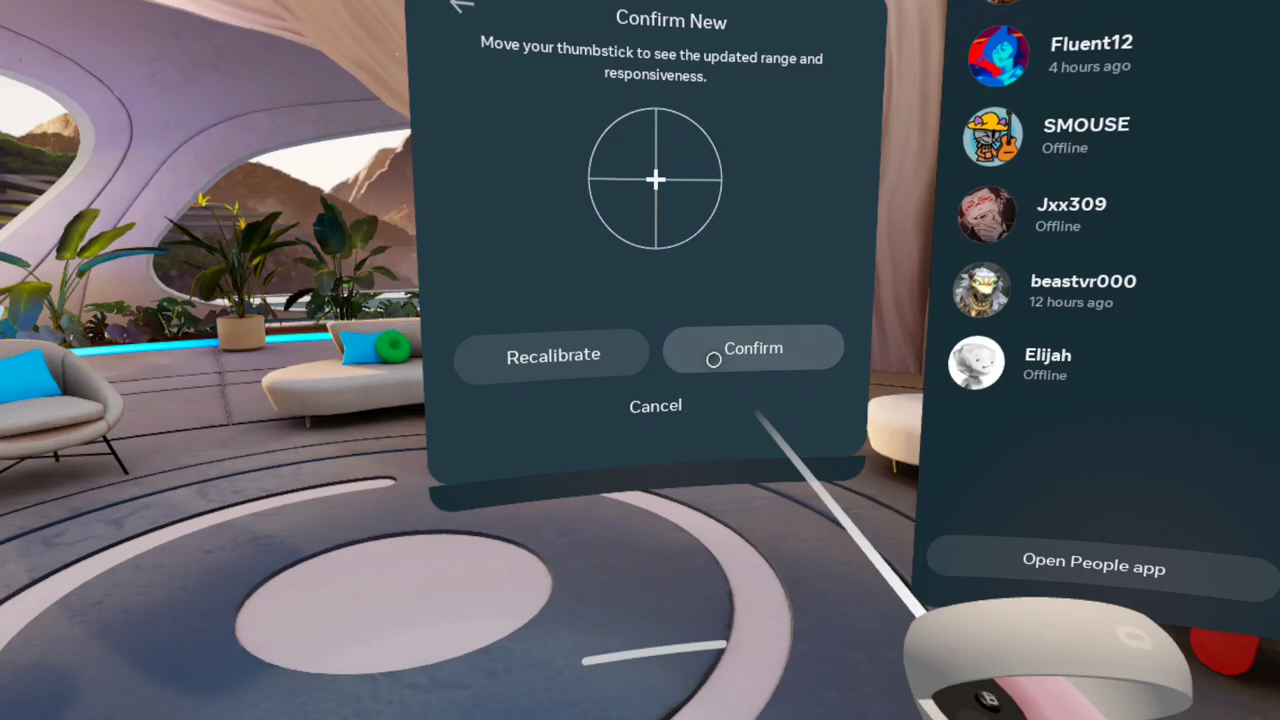 Confirm New
Move your thumbstick to see the updated range and
responsiveness.
Recalibrate
Confirm
Cancel
Fluent12
4 hours ago
SMOUSE
Offline
Jxx309
Offline
beastvr000
12 hours ago
Elijah
Offline
Open People app